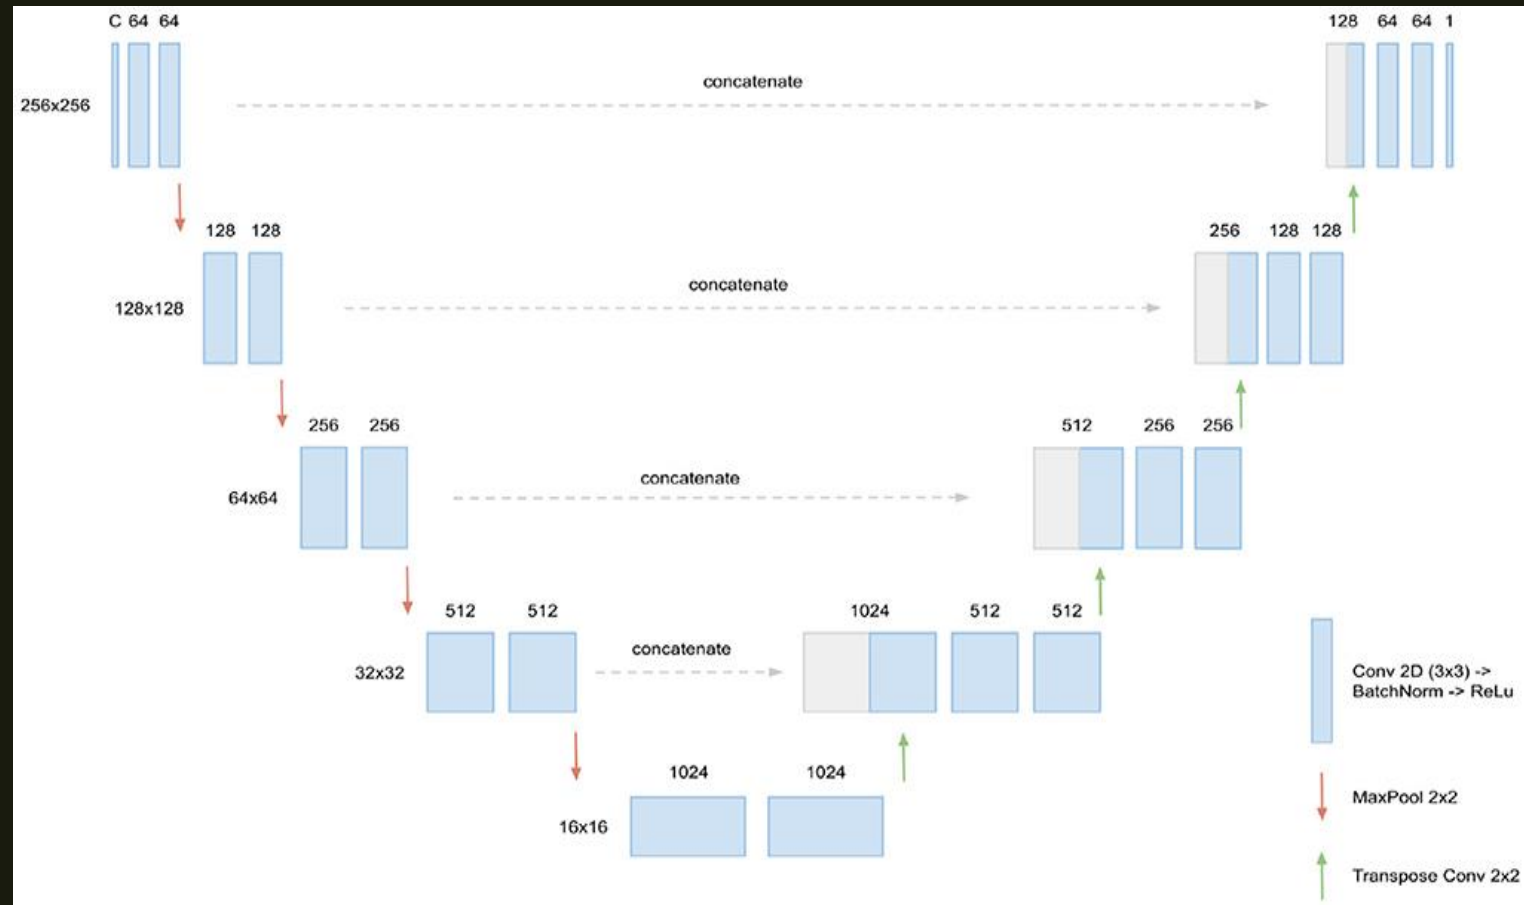 C 64 64
128 64 64 1
concatenate
256x256
128 128
256 128 128
concatenate
128x128
256 256
512 256 256
concatenate
64x64
512 512
1024 512 512
concatenate
32x32
Conv 2D (3x3) ->
BatchNorm -> ReLu
1024 1024
16x16
MaxPool 2x2
Transpose Conv 2x2